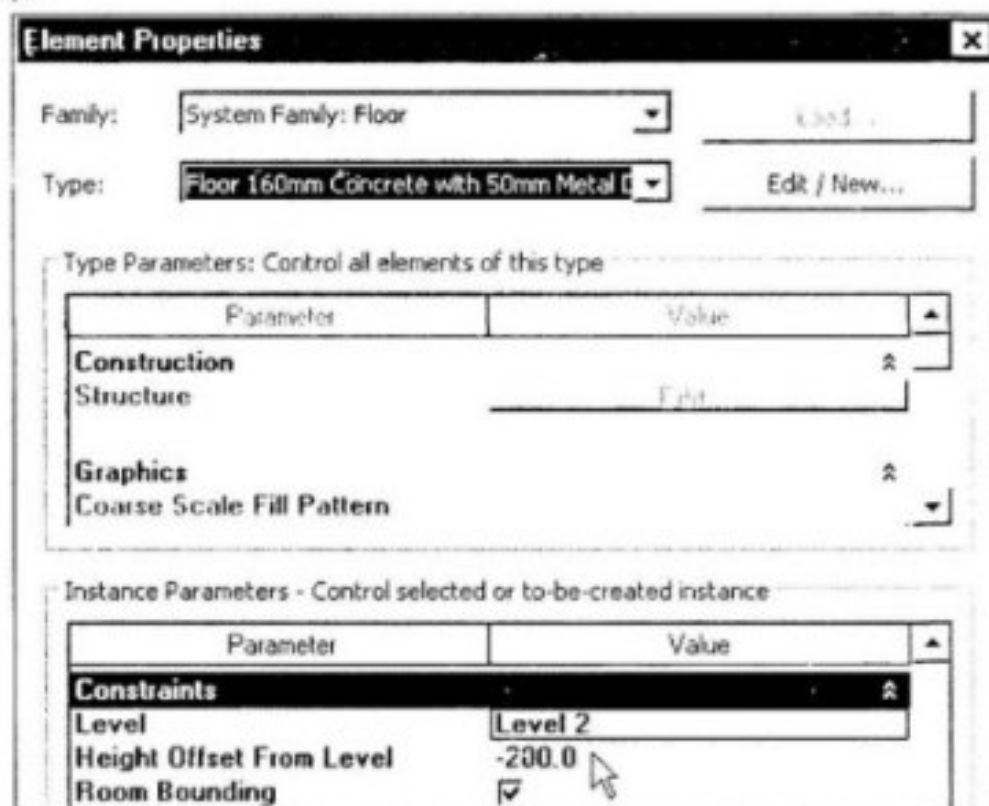 Element Properties
Family: System Family: Floor Load...
Type: Floor 160mm Concrete with 50mm Metal D Edit / New...
Type Parameters: Control all elements of this type
Parameter Value
Construction
Structure Edit...
Graphics
Coarse Scale Fill Pattern
Instance Parameters - Control selected or to-be-created instance
Parameter Value
Constraints
Level Level 2
Height Offset From Level -200.0
Room Bounding